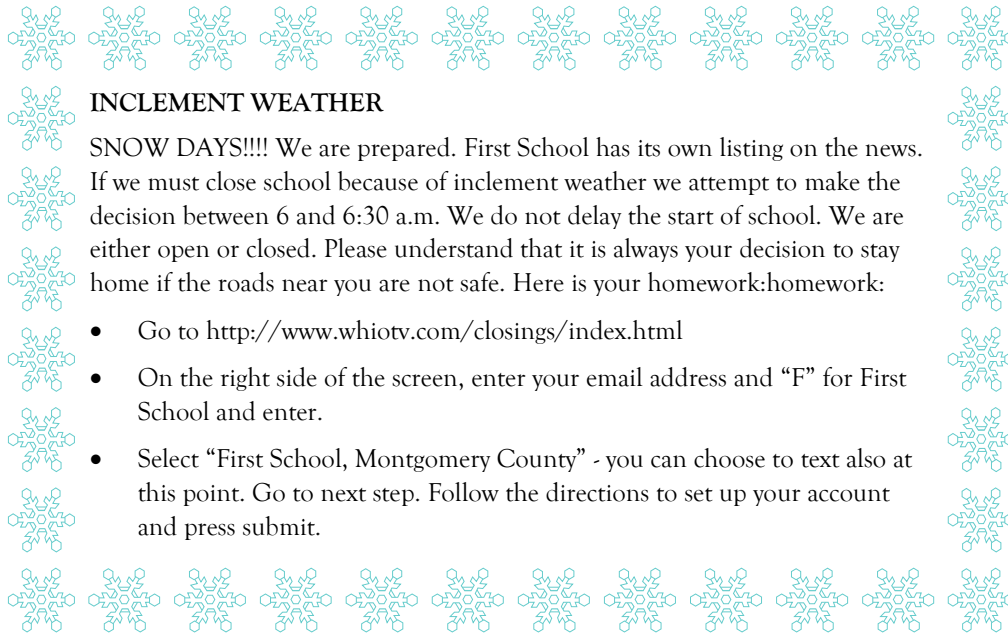 INCLEMENT WEATHER
SNOW DAYS!!!! We are prepared. First School has its own listing on the news.
If we must close school because of inclement weather we attempt to make the
decision between 6 and 6:30 a.m. We do not delay the start of school. We are
either open or closed. Please understand that it is always your decision to stay
home if the roads near you are not safe. Here is your homework:homework:
• Go to http://www.whiotv.com/closings/index.html
• On the right side of the screen, enter your email address and “F” for First
School and enter.
• Select “First School, Montgomery County” - you can choose to text also at
this point. Go to next step. Follow the directions to set up your account
and press submit.